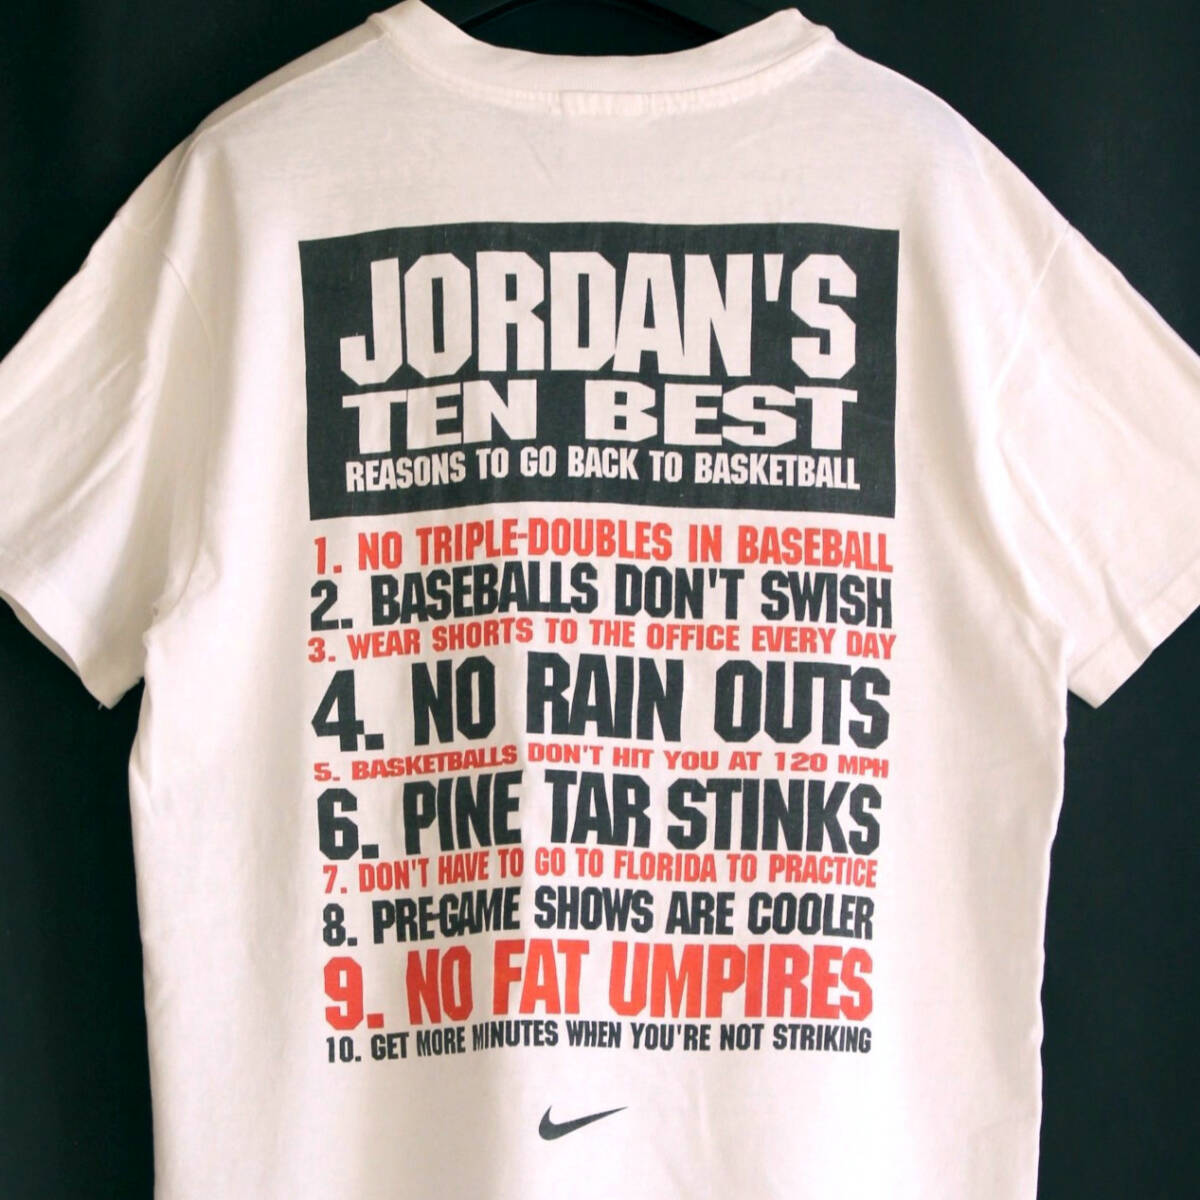 JORDAN'S
TEN BEST
REASONS TO GO BACK TO BASKETBALL
1. NO TRIPLE-DOUBLES IN BASEBALL
2. BASEBALLS DON'T SWISH
3. WEAR SHORTS TO THE OFFICE EVERY DAY
4. NO RAIN OUTS
5. BASKETBALLS DON'T HIT YOU AT 120 MPH
6. PINE TAR STINKS
7. DON'T HAVE TO GO TO FLORIDA TO PRACTICE
8. PRE-GAME SHOWS ARE COOLER
9. NO FAT UMPIRES
10. GET MORE MINUTES WHEN YOU'RE NOT STRIKING